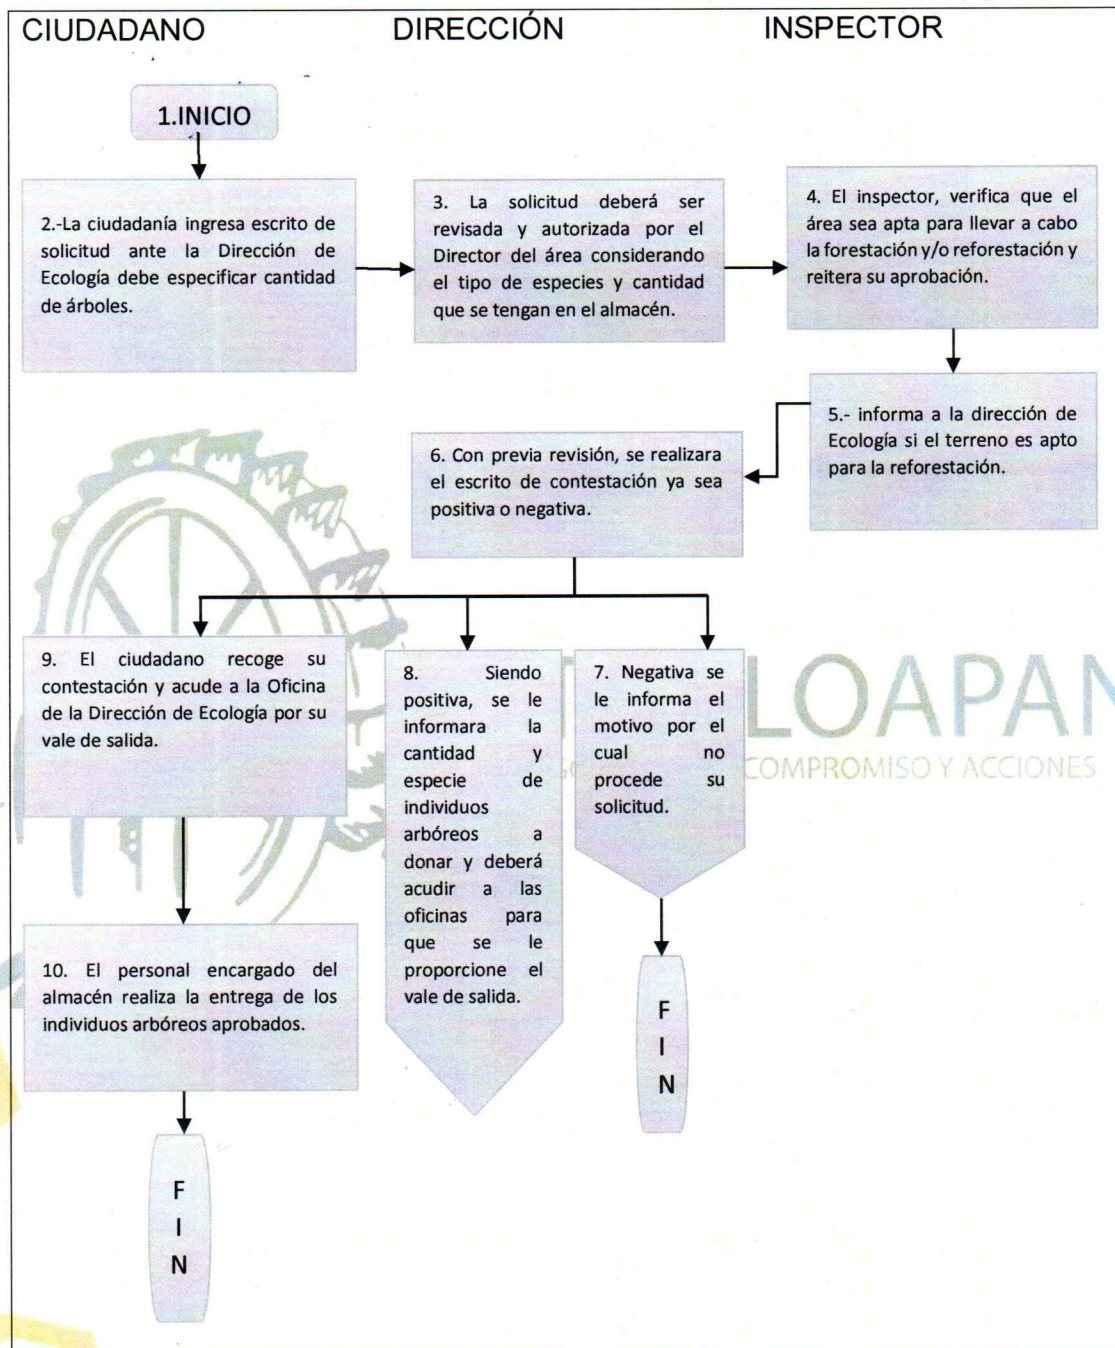 CIUDADANO
DIRECCIÓN
INSPECTOR
1.INICIO
2.-La ciudadanía ingresa escrito de
solicitud ante la Dirección de
Ecología debe especificar cantidad
de árboles.
3. La solicitud deberá ser
revisada y autorizada por el
Director del área considerando
el tipo de especies y cantidad
que se tengan en el almacén.
4. El inspector, verifica que el
área sea apta para llevar a cabo
la forestación y/o reforestación y
reitera su aprobación.
5.- informa a la dirección de
Ecología si el terreno es apto
para la reforestación.
6. Con previa revisión, se realizara
el escrito de contestación ya sea
positiva o negativa.
9. El ciudadano recoge su
contestación y acude a la Oficina
de la Dirección de Ecología por su
vale de salida.
8. Siendo
positiva, se le
informara la
cantidad y
especie de
individuos
arbóreos a
donar y deberá
acudir a las
oficinas para
que se le
proporcione el
vale de salida.
7. Negativa se
le informa el
motivo por el
cual no
procede su
solicitud.
LOAPAN
COMPROMISO Y ACCIONES
10. El personal encargado del
almacén realiza la entrega de los
individuos arbóreos aprobados.
F
I
N
F
I
N